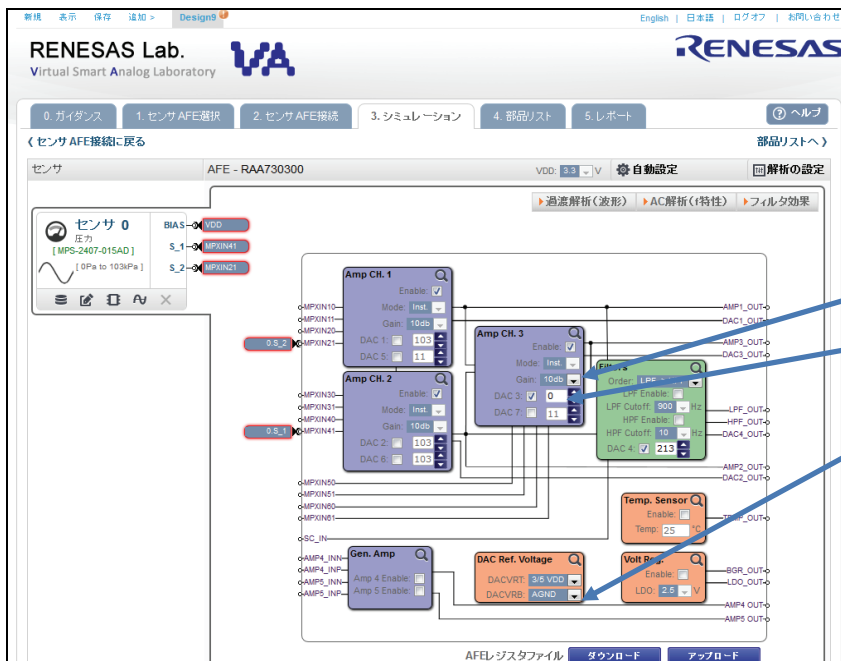 新規 表示 保存 追加 > Design9 English | 日本語 | ログオフ | お問い合わせ
RENESAS Lab.
Virtual Smart Analog Laboratory
VA
RENESAS
0. ガイダンス 1. センサ AFE選択 2. センサ AFE接続 3. シミュレーション 4. 部品リスト 5. レポート ? ヘルプ
《 センサ AFE接続に戻る 部品リストへ 》
センサ AFE - RAA730300 VDD: 3.3 V 自動設定 解析の設定
過渡解析(波形) AC解析(f特性) フィルタ効果
センサ 0
圧力
[ MPS-2407-015AD ]
[ 0Pa to 103kPa ]
BIAS VDD
S_1 MPXIN41
S_2 MPXIN21
Amp CH. 1
Enable:
Mode: Inst.
Gain: 10db
DAC 1: 103
DAC 5: 11
MPXIN10
MPXIN11
MPXIN20
0.S_2 MPXIN21
Amp CH. 2
Enable:
Mode: Inst.
Gain: 10db
DAC 2: 103
DAC 6: 103
MPXIN30
MPXIN31
MPXIN40
0.S_1 MPXIN41
Amp CH. 3
Enable:
Mode: Inst.
Gain: 10db
DAC 3: 0
DAC 7: 11
Filters
Order:
LPF Enable:
LPF Cutoff: 900 Hz
HPF Enable:
HPF Cutoff: 10 Hz
DAC 4: 213
AMP1_OUT
DAC1_OUT
AMP3_OUT
DAC3_OUT
LPF_OUT
HPF_OUT
DAC4_OUT
AMP2_OUT
DAC2_OUT
MPXIN50
MPXIN51
MPXIN60
MPXIN61
SC_IN
Temp. Sensor
Enable:
Temp: 25 °C
TEMP_OUT
AMP4_INN
AMP4_INP
AMP5_INN
AMP5_INP
Gen. Amp
Amp 4 Enable:
Amp 5 Enable:
DAC Ref. Voltage
DACVRT: 3/5 VDD
DACVRB: AGND
Volt Reg.
Enable:
LDO: 2.5 V
BGR_OUT
LDO_OUT
AMP4 OUT
AMP5 OUT
AFEレジスタファイル ダウンロード アップロード